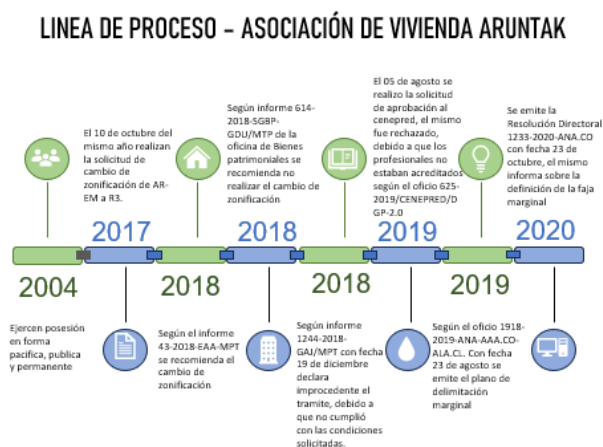 LINEA DE PROCESO – ASOCIACIÓN DE VIVIENDA ARUNTAK
El 10 de octubre del
mismo año realizan
la solicitud de
cambio de
zonificación de AR-
EM a R3.
Según informe 614-
2018-SGBP-
GDU/MTP de la
oficina de Bienes
patrimoniales se
recomienda no
realizar el cambio de
zonificación
El 05 de agosto se
realizo la solicitud
de aprobación al
cenepred, el mismo
fue rechazado,
debido a que los
profesionales no
estaban acreditados
según el oficio 625-
2019/CENEPRED/D
GP-2.0
Se emite la
Resolución Directoral
1233-2020-ANA.CO
con fecha 23 de
octubre, el mismo
informa sobre la
definición de la faja
marginal
2017
2018
2019
2020
2004
2018
2018
2019
Ejercen posesión
en forma
pacifica, publica
y permanente
Según el informe
43-2018-EAA-MPT
se recomienda el
cambio de
zonificación
Según informe
1244-2018-
GAJ/MPT con fecha
19 de diciembre
declara
improcedente el
tramite, debido a
que no cumplió
con las condiciones
solicitadas.
Según el oficio 1918-
2019-ANA-AAA.CO-
ALA.CL. Con fecha
23 de agosto se
emite el plano de
delimitación
marginal